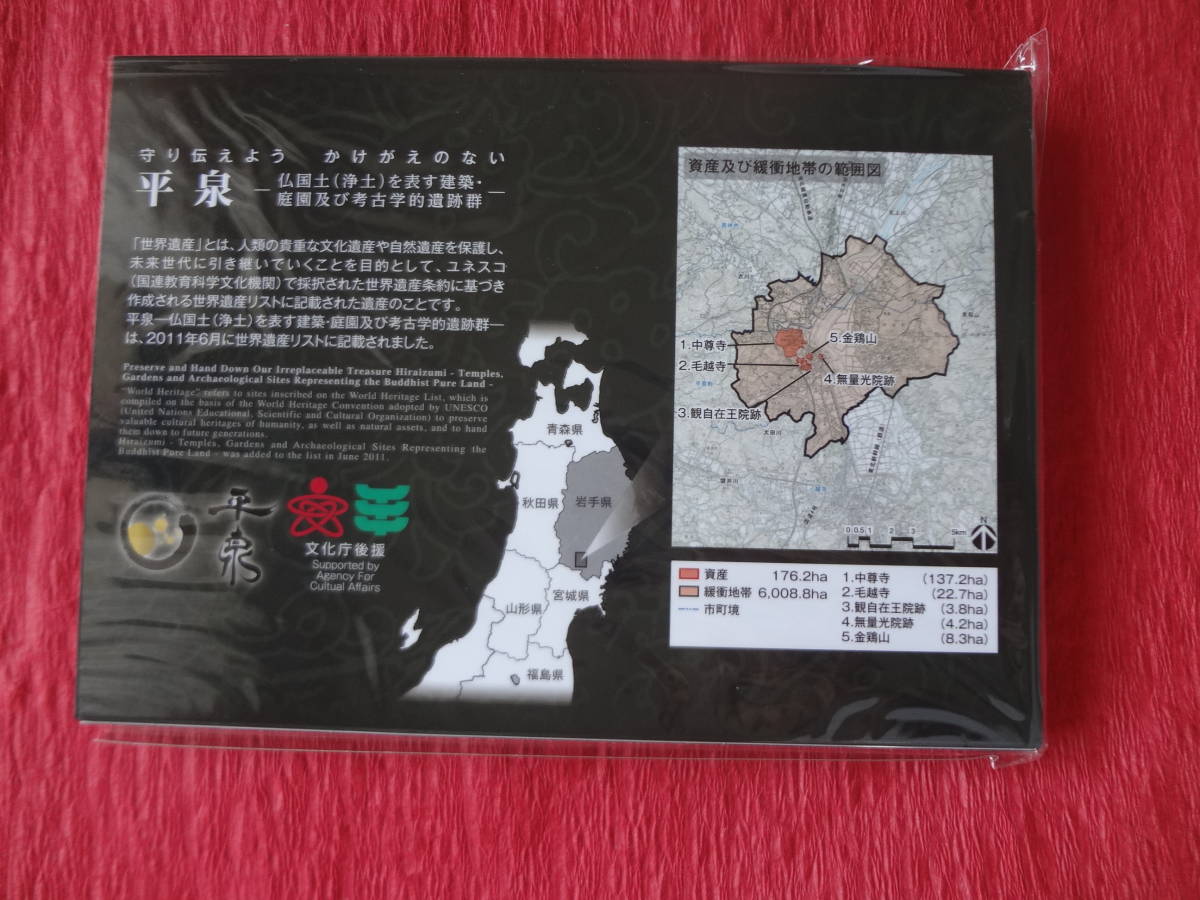 守り伝えよう かけがえのない
平泉 ― 仏国土(浄土)を表す建築・
庭園及び考古学的遺跡群 ―
「世界遺産」とは、人類の貴重な文化遺産や自然遺産を保護し、
未来世代に引き継いでいくことを目的として、ユネスコ
(国連教育科学文化機関)で採択された世界遺産条約に基づき
作成される世界遺産リストに記載された遺産のことです。
平泉―仏国土(浄土)を表す建築・庭園及び考古学的遺跡群―
は、2011年6月に世界遺産リストに記載されました。
Preserve and Hand Down Our Irreplaceable Treasure Hiraizumi - Temples,
Gardens and Archaeological Sites Representing the Buddhist Pure Land -
"World Heritage" refers to sites inscribed on the World Heritage List, which is
compiled on the basis of the World Heritage Convention adopted by UNESCO
(United Nations Educational, Scientific and Cultural Organization) to preserve
valuable cultural heritages of humanity, as well as natural assets, and to hand
them down to future generations.
Hiraizumi - Temples, Gardens and Archaeological Sites Representing the
Buddhist Pure Land - was added to the list in June 2011.
平泉
文化庁後援
Supported by
Agency For
Cultual Affairs
青森県
秋田県
岩手県
山形県
宮城県
福島県
資産及び緩衝地帯の範囲図
1.中尊寺
2.毛越寺
3.観自在王院跡
5.金鶏山
4.無量光院跡
太田川
磐井川
0 0.5 1 2 3 5km
N
資産 176.2ha
緩衝地帯 6,008.8ha
市町境
1.中尊寺 (137.2ha)
2.毛越寺 (22.7ha)
3.観自在王院跡 (3.8ha)
4.無量光院跡 (4.2ha)
5.金鶏山 (8.3ha)